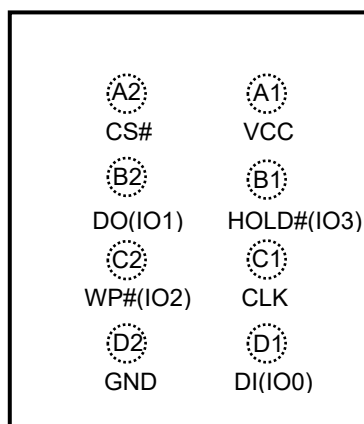 A2 A1
CS# VCC
B2 B1
DO(IO1) HOLD#(IO3)
C2 C1
WP#(IO2) CLK
D2 D1
GND DI(IO0)